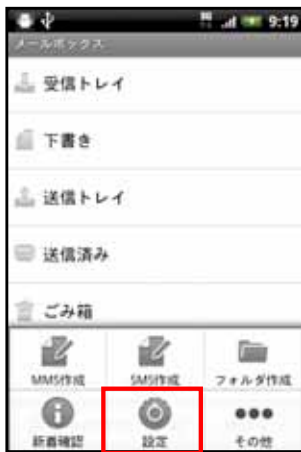 9:19
メールボックス
受信トレイ
下書き
送信トレイ
送信済み
ごみ箱
MMS作成
SMS作成
フォルダ作成
新着確認
設定
その他